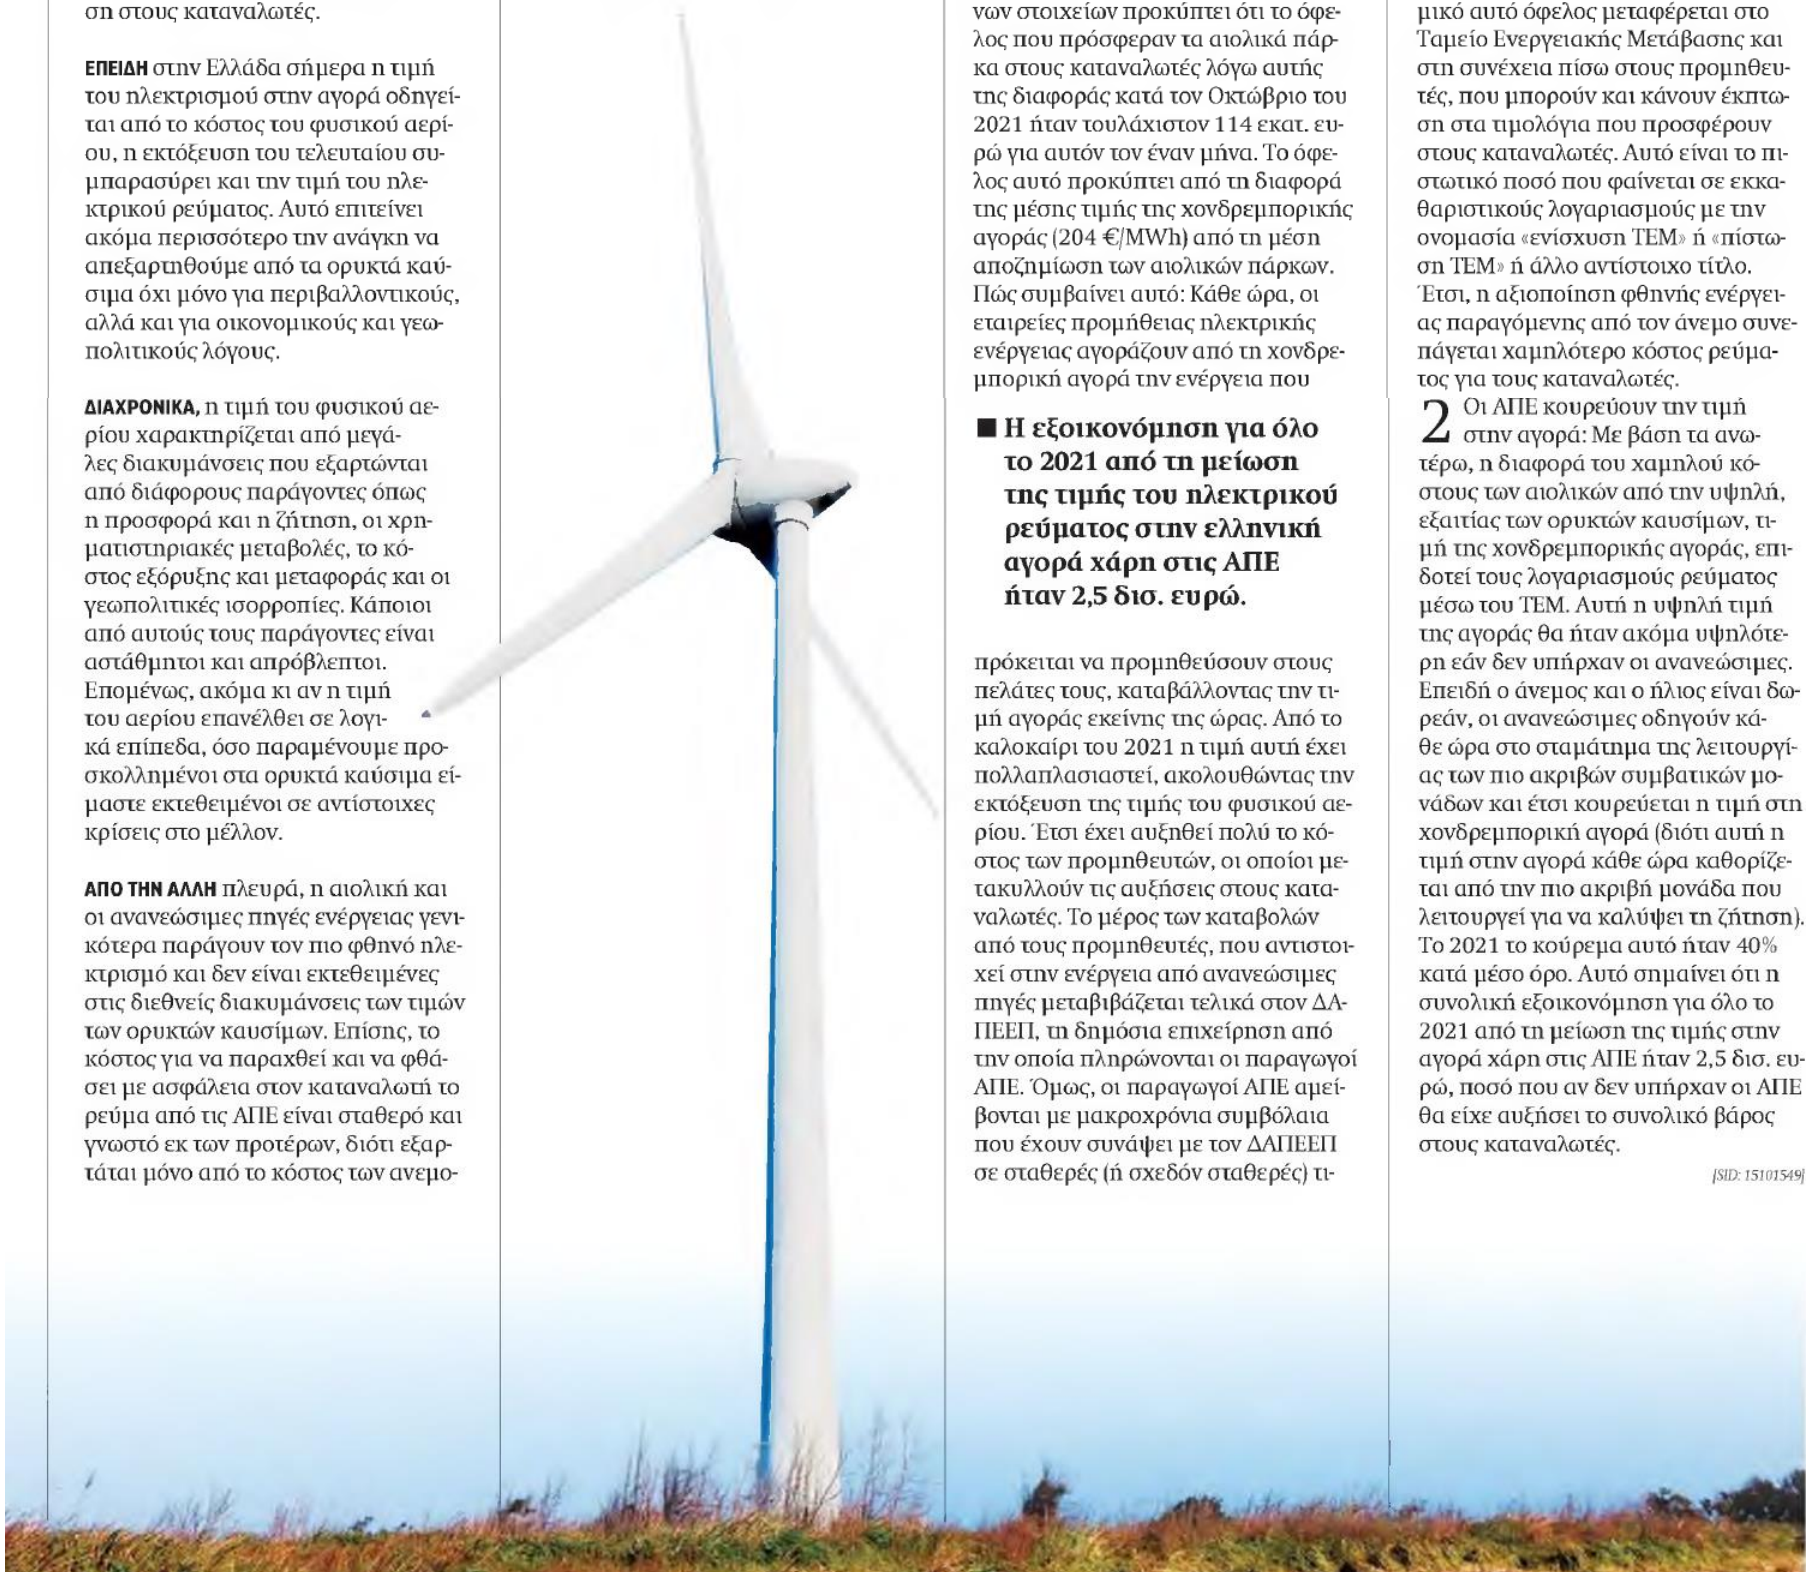 ση στους καταναλωτές.
ΕΠΕΙΔΗ στην Ελλάδα σήμερα η τιμή
του ηλεκτρισμού στην αγορά οδηγεί-
ται από το κόστος του φυσικού αερί-
ου, η εκτόξευση του τελευταίου συ-
μπαρασύρει και την τιμή του ηλε-
κτρικού ρεύματος. Αυτό επιτείνει
ακόμα περισσότερο την ανάγκη να
απεξαρτηθούμε από τα ορυκτά καύ-
σιμα όχι μόνο για περιβαλλοντικούς,
αλλά και για οικονομικούς και γεω-
πολιτικούς λόγους.
ΔΙΑΧΡΟΝΙΚΑ, η τιμή του φυσικού αε-
ρίου χαρακτηρίζεται από μεγά-
λες διακυμάνσεις που εξαρτώνται
από διάφορους παράγοντες όπως
η προσφορά και η ζήτηση, οι χρη-
ματιστηριακές μεταβολές, το κό-
στος εξόρυξης και μεταφοράς και οι
γεωπολιτικές ισορροπίες. Κάποιοι
από αυτούς τους παράγοντες είναι
αστάθμητοι και απρόβλεπτοι.
Επομένως, ακόμα κι αν η τιμή
του αερίου επανέλθει σε λογι-
κά επίπεδα, όσο παραμένουμε προ-
σκολλημένοι στα ορυκτά καύσιμα εί-
μαστε εκτεθειμένοι σε αντίστοιχες
κρίσεις στο μέλλον.
ΑΠΟ ΤΗΝ ΑΛΛΗ πλευρά, η αιολική και
οι ανανεώσιμες πηγές ενέργειας γενι-
κότερα παράγουν τον πιο φθηνό ηλε-
κτρισμό και δεν είναι εκτεθειμένες
στις διεθνείς διακυμάνσεις των τιμών
των ορυκτών καυσίμων. Επίσης, το
κόστος για να παραχθεί και να φθά-
σει με ασφάλεια στον καταναλωτή το
ρεύμα από τις ΑΠΕ είναι σταθερό και
γνωστό εκ των προτέρων, διότι εξαρ-
τάται μόνο από το κόστος των ανεμο-
νων στοιχείων προκύπτει ότι το όφε-
λος που πρόσφεραν τα αιολικά πάρ-
κα στους καταναλωτές λόγω αυτής
της διαφοράς κατά τον Οκτώβριο του
2021 ήταν τουλάχιστον 114 εκατ. ευ-
ρώ για αυτόν τον έναν μήνα. Το όφε-
λος αυτό προκύπτει από τη διαφορά
της μέσης τιμής της χονδρεμπορικής
αγοράς (204 €/MWh) από τη μέση
αποζημίωση των αιολικών πάρκων.
Πώς συμβαίνει αυτό: Κάθε ώρα, οι
εταιρείες προμήθειας ηλεκτρικής
ενέργειας αγοράζουν από τη χονδρε-
μπορική αγορά την ενέργεια που
■ Η εξοικονόμηση για όλο
το 2021 από τη μείωση
της τιμής του ηλεκτρικού
ρεύματος στην ελληνική
αγορά χάρη στις ΑΠΕ
ήταν 2,5 δισ. ευρώ.
πρόκειται να προμηθεύσουν στους
πελάτες τους, καταβάλλοντας την τι-
μή αγοράς εκείνης της ώρας. Από το
καλοκαίρι του 2021 η τιμή αυτή έχει
πολλαπλασιαστεί, ακολουθώντας την
εκτόξευση της τιμής του φυσικού αε-
ρίου. Έτσι έχει αυξηθεί πολύ το κό-
στος των προμηθευτών, οι οποίοι με-
τακυλλούν τις αυξήσεις στους κατα-
ναλωτές. Το μέρος των καταβολών
από τους προμηθευτές, που αντιστοι-
χεί στην ενέργεια από ανανεώσιμες
πηγές μεταβιβάζεται τελικά στον ΔΑ-
ΠΕΕΠ, τη δημόσια επιχείρηση από
την οποία πληρώνονται οι παραγωγοί
ΑΠΕ. Όμως, οι παραγωγοί ΑΠΕ αμεί-
βονται με μακροχρόνια συμβόλαια
που έχουν συνάψει με τον ΔΑΠΕΕΠ
σε σταθερές (ή σχεδόν σταθερές) τι-
μικό αυτό όφελος μεταφέρεται στο
Ταμείο Ενεργειακής Μετάβασης και
στη συνέχεια πίσω στους προμηθευ-
τές, που μπορούν και κάνουν έκπτω-
ση στα τιμολόγια που προσφέρουν
στους καταναλωτές. Αυτό είναι το πι-
στωτικό ποσό που φαίνεται σε εκκα-
θαριστικούς λογαριασμούς με την
ονομασία «ενίσχυση ΤΕΜ» ή «πίστω-
ση ΤΕΜ» ή άλλο αντίστοιχο τίτλο.
Έτσι, η αξιοποίηση φθηνής ενέργει-
ας παραγόμενης από τον άνεμο συνε-
πάγεται χαμηλότερο κόστος ρεύμα-
τος για τους καταναλωτές.
2 Οι ΑΠΕ κουρεύουν την τιμή
στην αγορά: Με βάση τα ανω-
τέρω, η διαφορά του χαμηλού κό-
στους των αιολικών από την υψηλή,
εξαιτίας των ορυκτών καυσίμων, τι-
μή της χονδρεμπορικής αγοράς, επι-
δοτεί τους λογαριασμούς ρεύματος
μέσω του ΤΕΜ. Αυτή η υψηλή τιμή
της αγοράς θα ήταν ακόμα υψηλότε-
ρη εάν δεν υπήρχαν οι ανανεώσιμες.
Επειδή ο άνεμος και ο ήλιος είναι δω-
ρεάν, οι ανανεώσιμες οδηγούν κά-
θε ώρα στο σταμάτημα της λειτουργί-
ας των πιο ακριβών συμβατικών μο-
νάδων και έτσι κουρεύεται η τιμή στη
χονδρεμπορική αγορά (διότι αυτή η
τιμή στην αγορά κάθε ώρα καθορίζε-
ται από την πιο ακριβή μονάδα που
λειτουργεί για να καλύψει τη ζήτηση).
Το 2021 το κούρεμα αυτό ήταν 40%
κατά μέσο όρο. Αυτό σημαίνει ότι η
συνολική εξοικονόμηση για όλο το
2021 από τη μείωση της τιμής στην
αγορά χάρη στις ΑΠΕ ήταν 2,5 δισ. ευ-
ρώ, ποσό που αν δεν υπήρχαν οι ΑΠΕ
θα είχε αυξήσει το συνολικό βάρος
στους καταναλωτές.
[SID: 15101549]